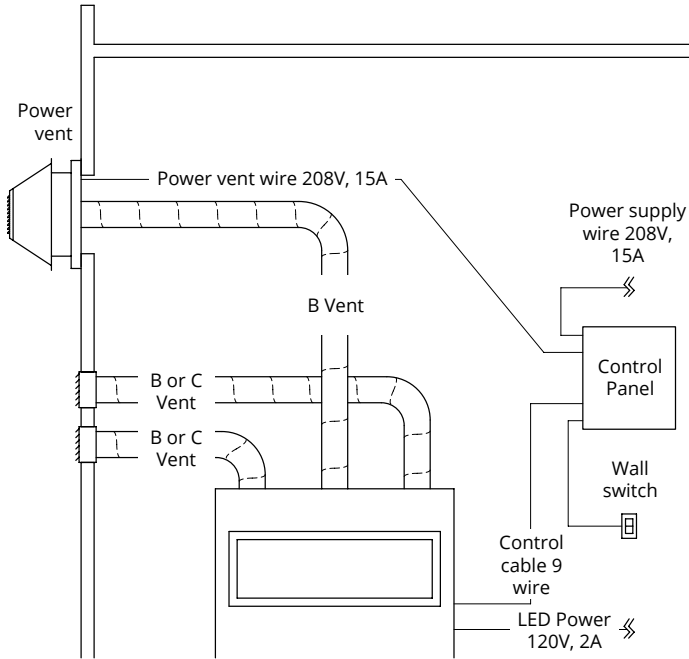 Power
vent
Power vent wire 208V, 15A
Power supply
wire 208V,
15A
B Vent
Control
Panel
B or C
Vent
B or C
Vent
Wall
switch
Control
cable 9
wire
LED Power
120V, 2A